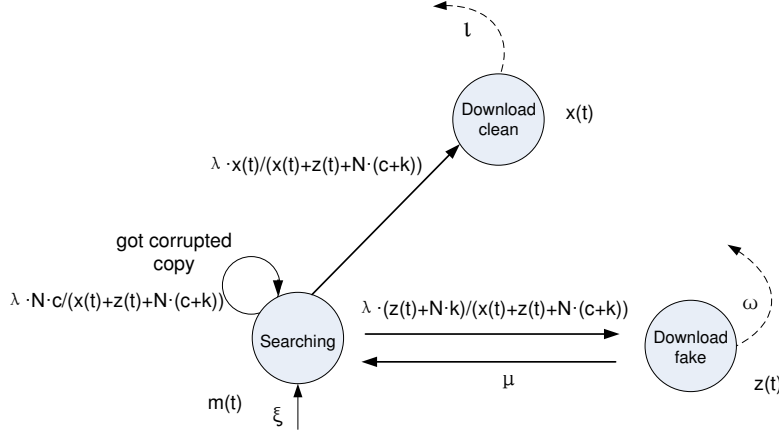 ι
Download
clean
x(t)
λ ·x(t)/(x(t)+z(t)+N·(c+k))
got corrupted
copy
λ ·N·c/(x(t)+z(t)+N·(c+k))
λ ·(z(t)+N·k)/(x(t)+z(t)+N·(c+k))
ω
Searching
Download
fake
μ
m(t)
ξ
z(t)